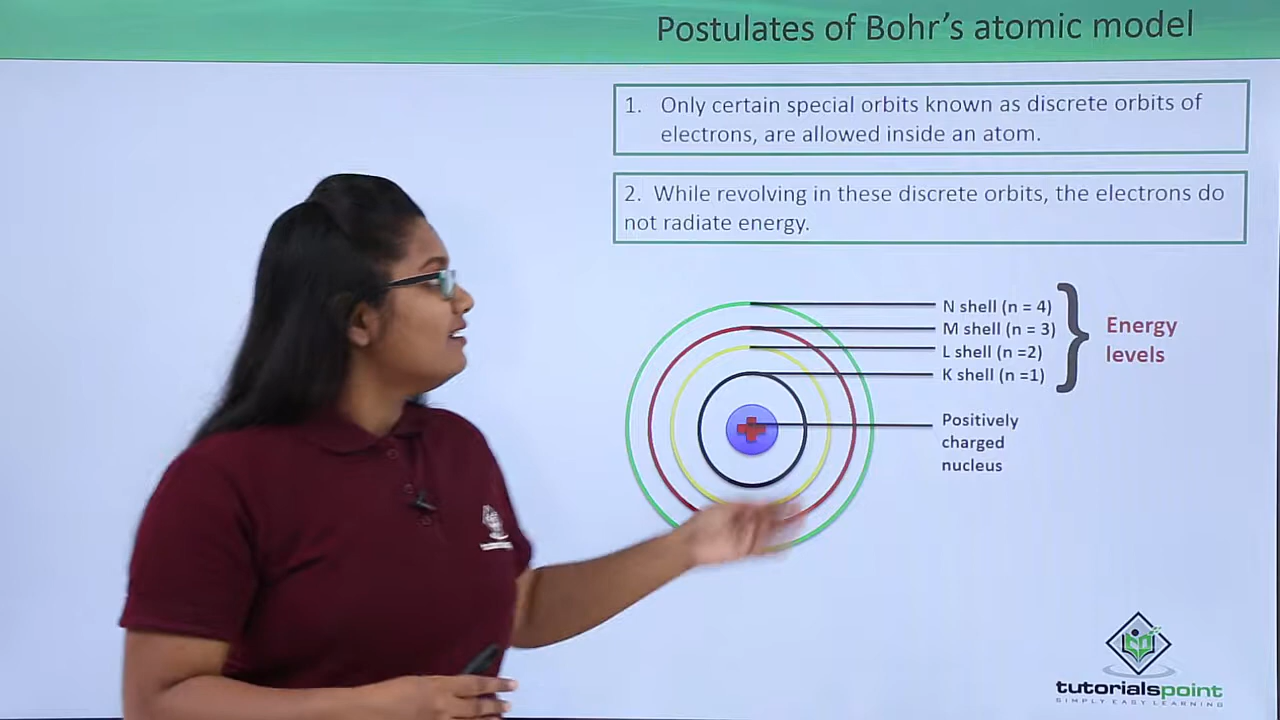 Postulates of Bohr's atomic model
1. Only certain special orbits known as discrete orbits of
electrons, are allowed inside an atom.
2. While revolving in these discrete orbits, the electrons do
not radiate energy.
N shell (n = 4)
M shell (n = 3)
L shell (n =2)
K shell (n =1)
Energy
levels
Positively
charged
nucleus
tutorialspoint
SIMPLY EASY LEARNING